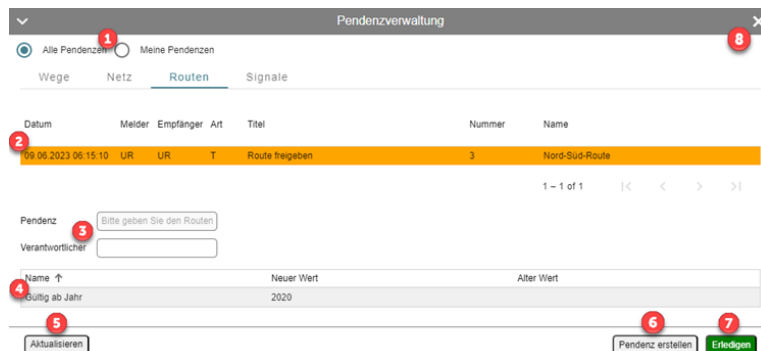 Pendenzverwaltung
8
1
Alle Pendenzen Meine Pendenzen
Wege Netz Routen Signale
Datum Melder Empfänger Art Titel Nummer Name
2
09.06.2023 06:15:10 UR UR T Route freigeben 3 Nord-Süd-Route
1 – 1 of 1
Pendenz Bitte geben Sie den Routen
3
Verantwortlicher
Name Neuer Wert Alter Wert
4
Gültig ab Jahr 2020
5 6 7
Aktualisieren Pendenz erstellen Erledigen